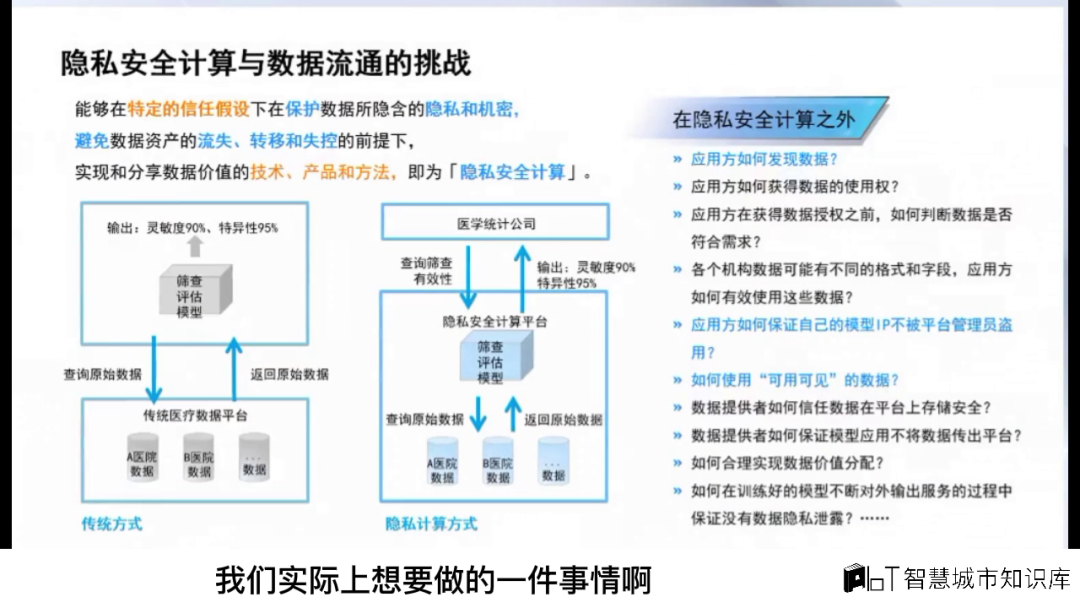 隐私安全计算与数据流通的挑战
能够在特定的信任假设下在保护数据所隐含的隐私和机密，
避免数据资产的流失、转移和失控的前提下，
实现和分享数据价值的技术、产品和方法，即为「隐私安全计算」。
输出：灵敏度90%、特异性95%
筛查
评估
模型
查询原始数据
返回原始数据
传统医疗数据平台
A医院
数据
B医院
数据
...
数据
传统方式
医学统计公司
查询筛查
有效性
输出：灵敏度90%
特异性95%
隐私安全计算平台
筛查
评估
模型
查询原始数据
返回原始数据
A医院
数据
B医院
数据
...
数据
隐私计算方式
在隐私安全计算之外
» 应用方如何发现数据？
» 应用方如何获得数据的使用权？
» 应用方在获得数据授权之前，如何判断数据是否
符合需求？
» 各个机构数据可能有不同的格式和字段，应用方
如何有效使用这些数据？
» 应用方如何保证自己的模型IP不被平台管理员盗
用？
» 如何使用“可用可见”的数据？
» 数据提供者如何信任数据在平台上存储安全？
» 数据提供者如何保证模型应用不将数据传出平台？
» 如何合理实现数据价值分配？
» 如何在训练好的模型不断对外输出服务的过程中
保证没有数据隐私泄露？……
我们实际上想要做的一件事情啊
IoT智慧城市知识库